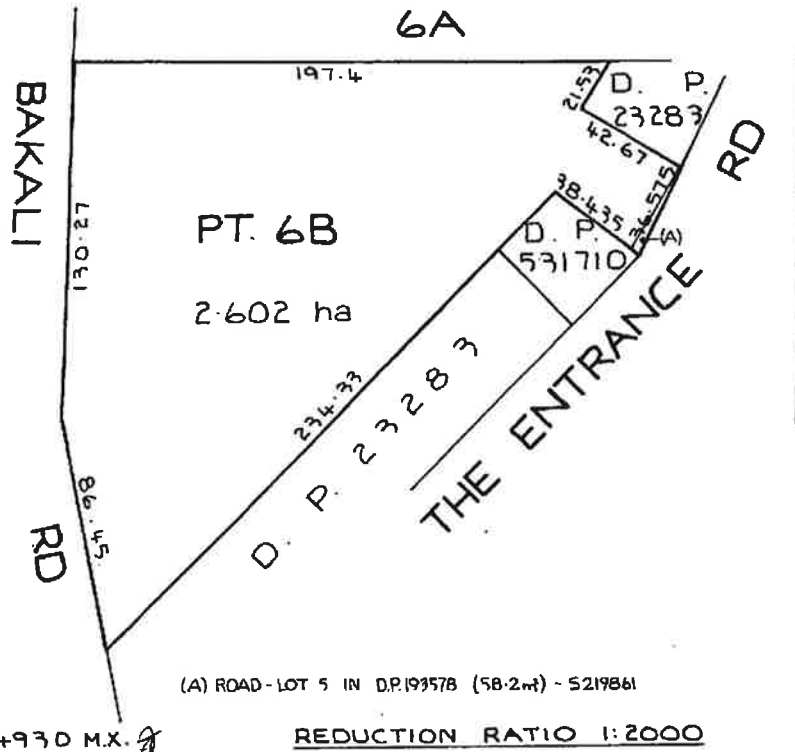 6A
197.4
D. P.
23283
21.53
42.67
BAKALI
RD
130.27
PT. 6B
2.602 ha
38.435
36.575
(A)
D. P.
531710
234.33
D. P. 23283
THE ENTRANCE
RD
86.45
(A) ROAD - LOT 5 IN D.P. 193578 (58.2m²) - S219861
+930 M.X.
REDUCTION RATIO 1:2000